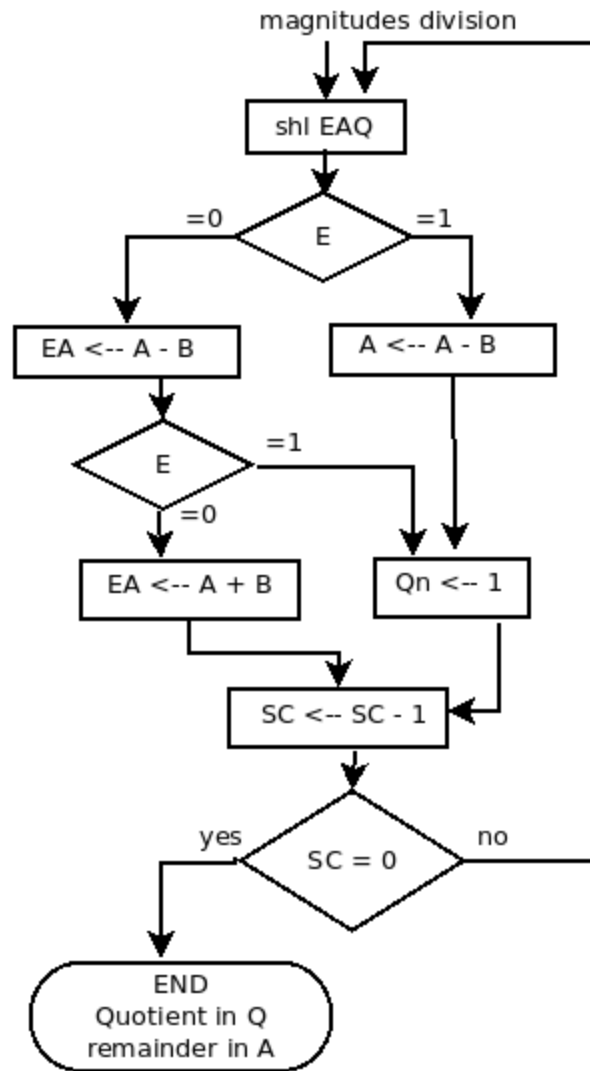 magnitudes division
shl EAQ
=0
=1
E
EA <-- A - B
A <-- A - B
E
=1
=0
EA <-- A + B
Qn <-- 1
SC <-- SC - 1
yes
no
SC = 0
END
Quotient in Q
remainder in A